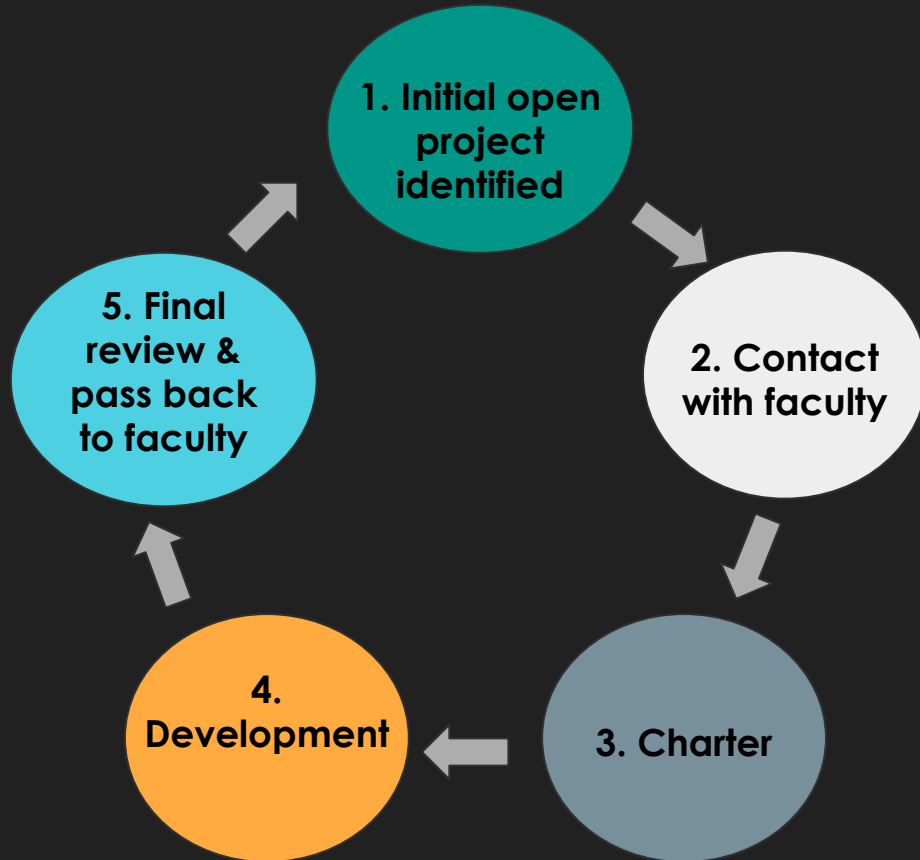 1. Initial open
project
identified
2. Contact
with faculty
3. Charter
4.
Development
5. Final
review &
pass back
to faculty